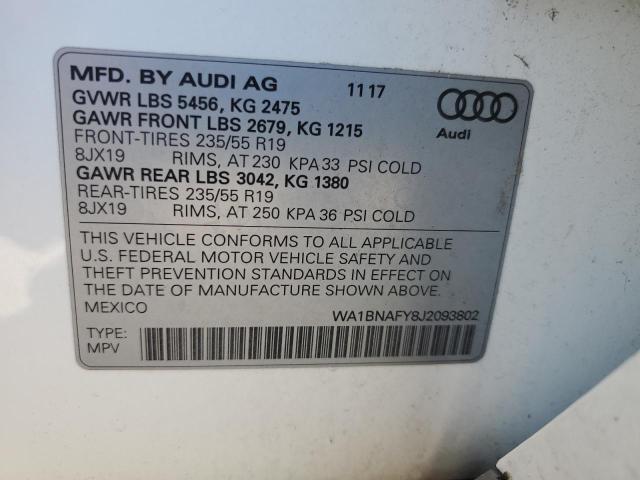 MFD. BY AUDI AG 11 17
GVWR LBS 5456, KG 2475
GAWR FRONT LBS 2679, KG 1215
FRONT-TIRES 235/55 R19
8JX19 RIMS, AT 230 KPA 33 PSI COLD
GAWR REAR LBS 3042, KG 1380
REAR-TIRES 235/55 R19
8JX19 RIMS, AT 250 KPA 36 PSI COLD
Audi
THIS VEHICLE CONFORMS TO ALL APPLICABLE
U.S. FEDERAL MOTOR VEHICLE SAFETY AND
THEFT PREVENTION STANDARDS IN EFFECT ON
THE DATE OF MANUFACTURE SHOWN ABOVE.
MEXICO WA1BNAFY8J2093802
TYPE:
MPV